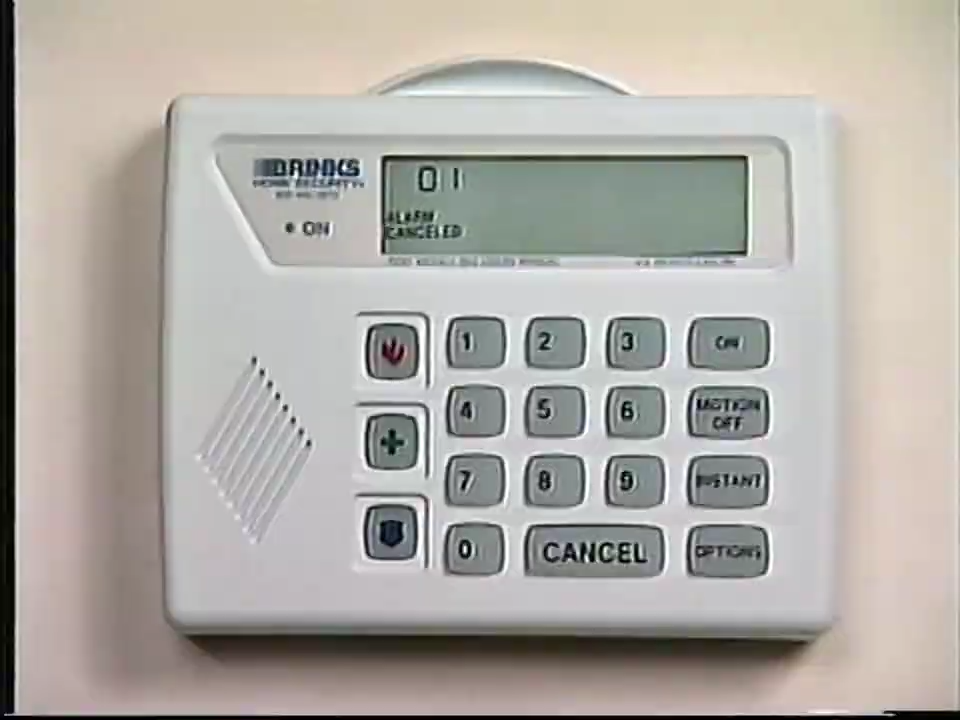 BRINKS
HOME SECURITY
ON
01
ALARM
CANCELED
1 2 3 ON
4 5 6 MOTION OFF
7 8 9 INSTANT
0 CANCEL OPTIONS